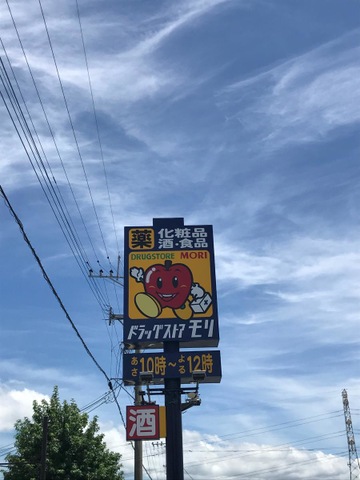 薬 化粧品
酒・食品
DRUGSTORE MORI
ドラッグストア モリ
あさ10時〜よる12時
酒